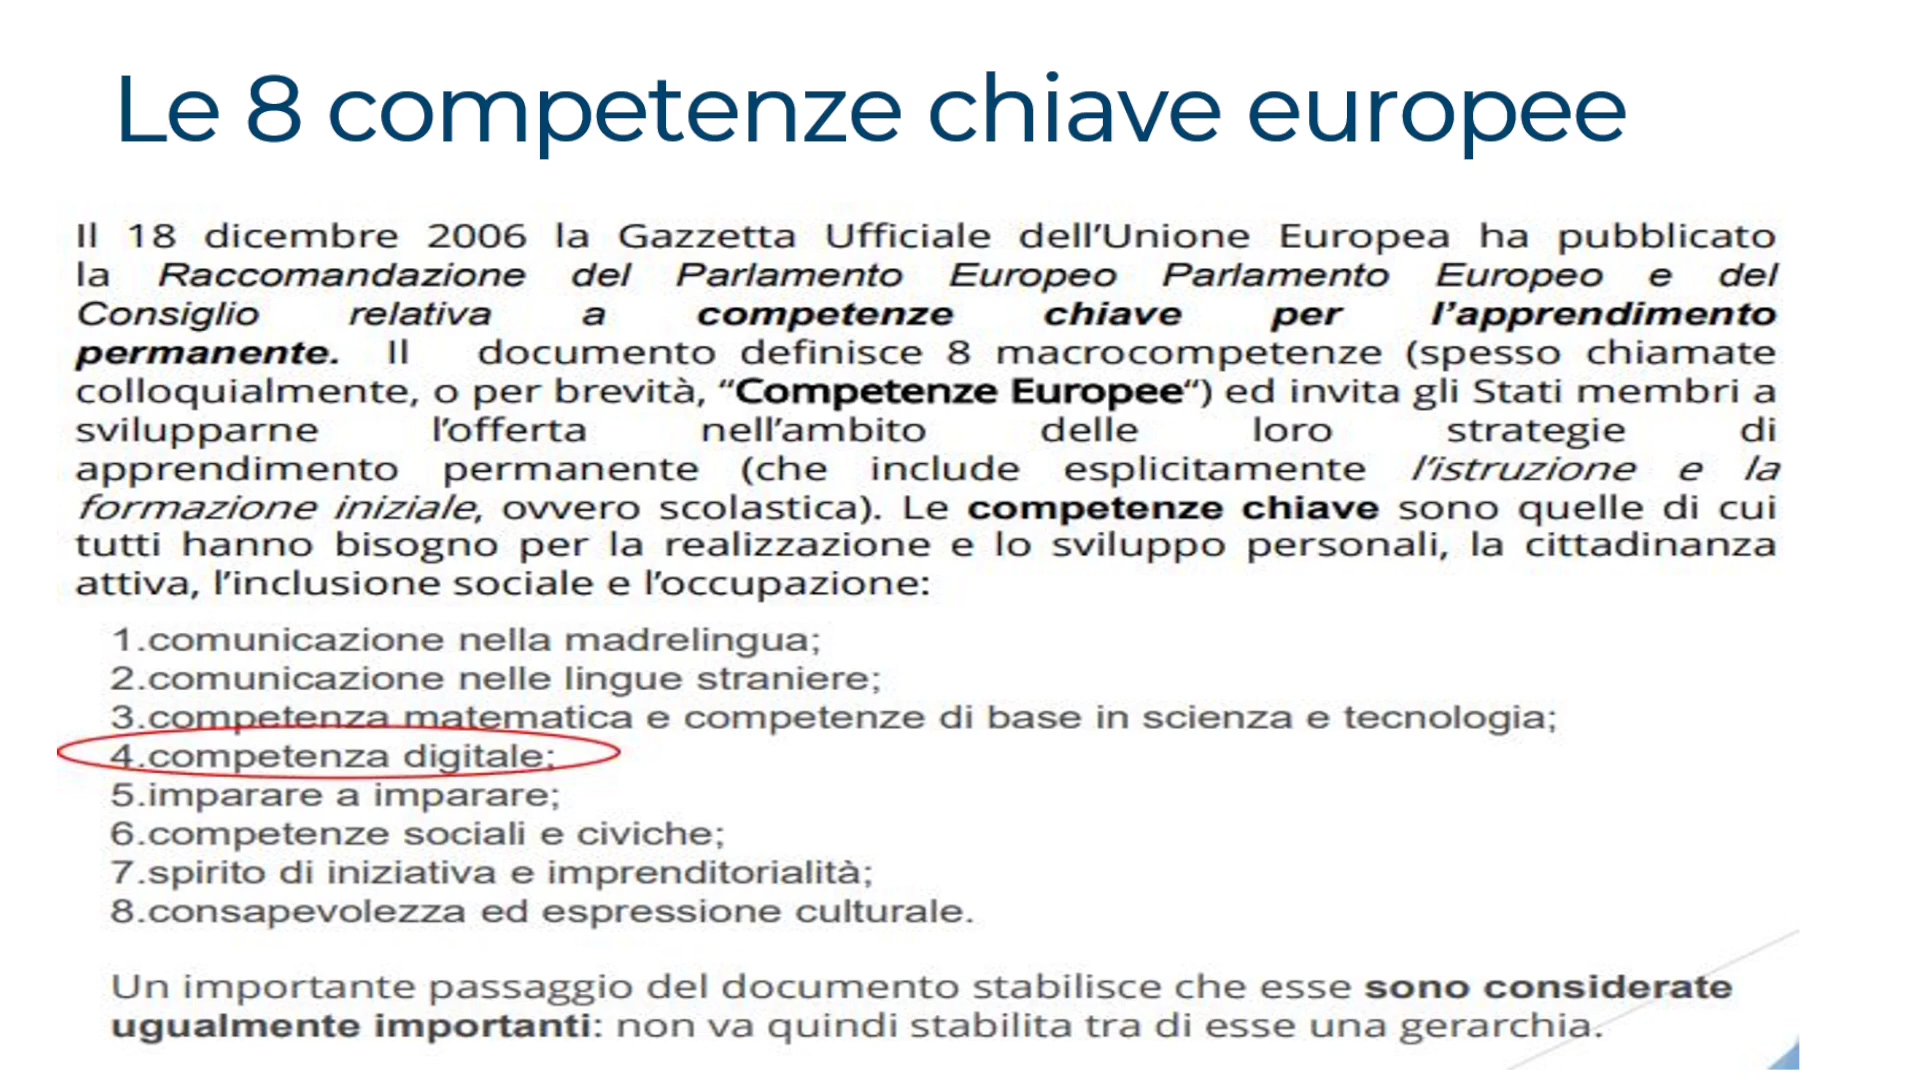 Le 8 competenze chiave europee
Il 18 dicembre 2006 la Gazzetta Ufficiale dell’Unione Europea ha pubblicato
la Raccomandazione del Parlamento Europeo Parlamento Europeo e del
Consiglio relativa a competenze chiave per l’apprendimento
permanente. Il documento definisce 8 macrocompetenze (spesso chiamate
colloquialmente, o per brevità, “Competenze Europee“) ed invita gli Stati membri a
svilupparne l’offerta nell’ambito delle loro strategie di
apprendimento permanente (che include esplicitamente l’istruzione e la
formazione iniziale, ovvero scolastica). Le competenze chiave sono quelle di cui
tutti hanno bisogno per la realizzazione e lo sviluppo personali, la cittadinanza
attiva, l’inclusione sociale e l’occupazione:
1.comunicazione nella madrelingua;
2.comunicazione nelle lingue straniere;
3.competenza matematica e competenze di base in scienza e tecnologia;
4.competenza digitale;
5.imparare a imparare;
6.competenze sociali e civiche;
7.spirito di iniziativa e imprenditorialità;
8.consapevolezza ed espressione culturale.
Un importante passaggio del documento stabilisce che esse sono considerate
ugualmente importanti: non va quindi stabilita tra di esse una gerarchia.